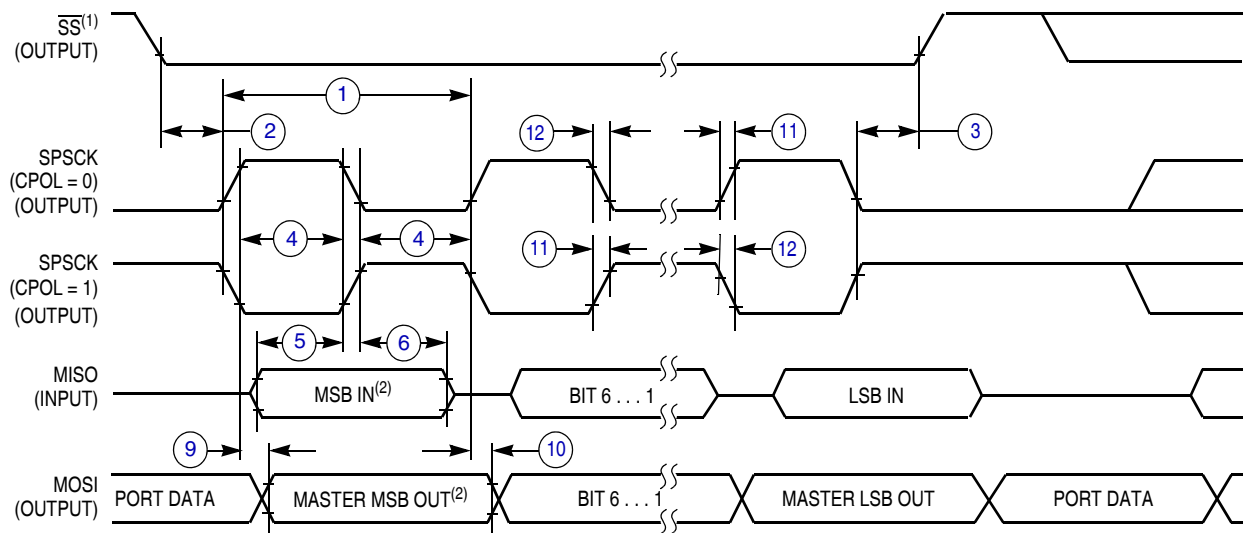 SS(1)
(OUTPUT)
1
2
12
11
3
SPSCK
(CPOL = 0)
(OUTPUT)
4
4
SPSCK
(CPOL = 1)
(OUTPUT)
11
12
5
6
MISO
(INPUT)
MSB IN(2)
BIT 6 . . . 1
LSB IN
9
10
MOSI
(OUTPUT)
PORT DATA
MASTER MSB OUT(2)
BIT 6 . . . 1
MASTER LSB OUT
PORT DATA